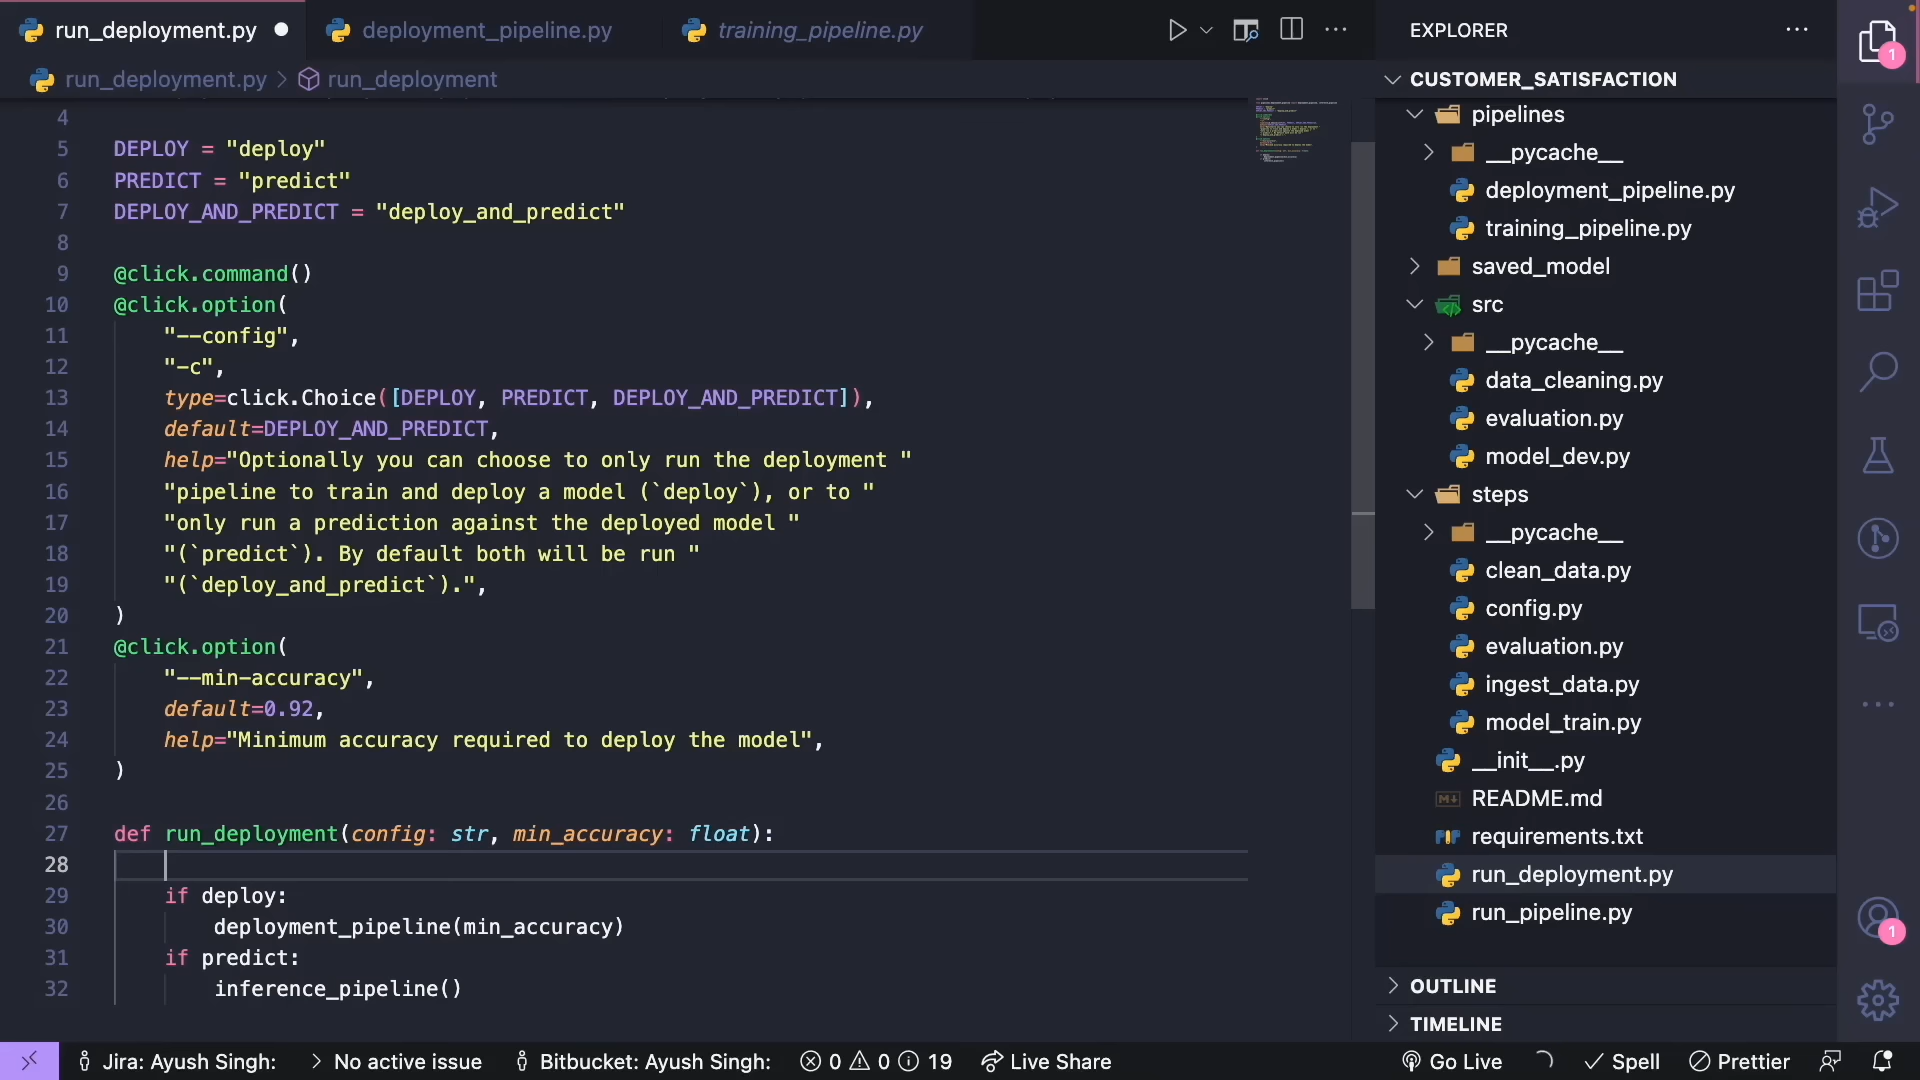 run_deployment.py
deployment_pipeline.py
training_pipeline.py
run_deployment.py > run_deployment
4
5 DEPLOY = "deploy"
6 PREDICT = "predict"
7 DEPLOY_AND_PREDICT = "deploy_and_predict"
8
9 @click.command()
10 @click.option(
11 "--config",
12 "-c",
13 type=click.Choice([DEPLOY, PREDICT, DEPLOY_AND_PREDICT]),
14 default=DEPLOY_AND_PREDICT,
15 help="Optionally you can choose to only run the deployment "
16 "pipeline to train and deploy a model (`deploy`), or to "
17 "only run a prediction against the deployed model "
18 "(`predict`). By default both will be run "
19 "(`deploy_and_predict`).",
20 )
21 @click.option(
22 "--min-accuracy",
23 default=0.92,
24 help="Minimum accuracy required to deploy the model",
25 )
26
27 def run_deployment(config: str, min_accuracy: float):
28
29 if deploy:
30 deployment_pipeline(min_accuracy)
31 if predict:
32 inference_pipeline()
EXPLORER
CUSTOMER_SATISFACTION
pipelines
__pycache__
deployment_pipeline.py
training_pipeline.py
saved_model
src
__pycache__
data_cleaning.py
evaluation.py
model_dev.py
steps
__pycache__
clean_data.py
config.py
evaluation.py
ingest_data.py
model_train.py
__init__.py
README.md
requirements.txt
run_deployment.py
run_pipeline.py
OUTLINE
TIMELINE
1
1
Jira: Ayush Singh: > No active issue Bitbucket: Ayush Singh: 0 0 19 Live Share Go Live Spell Prettier